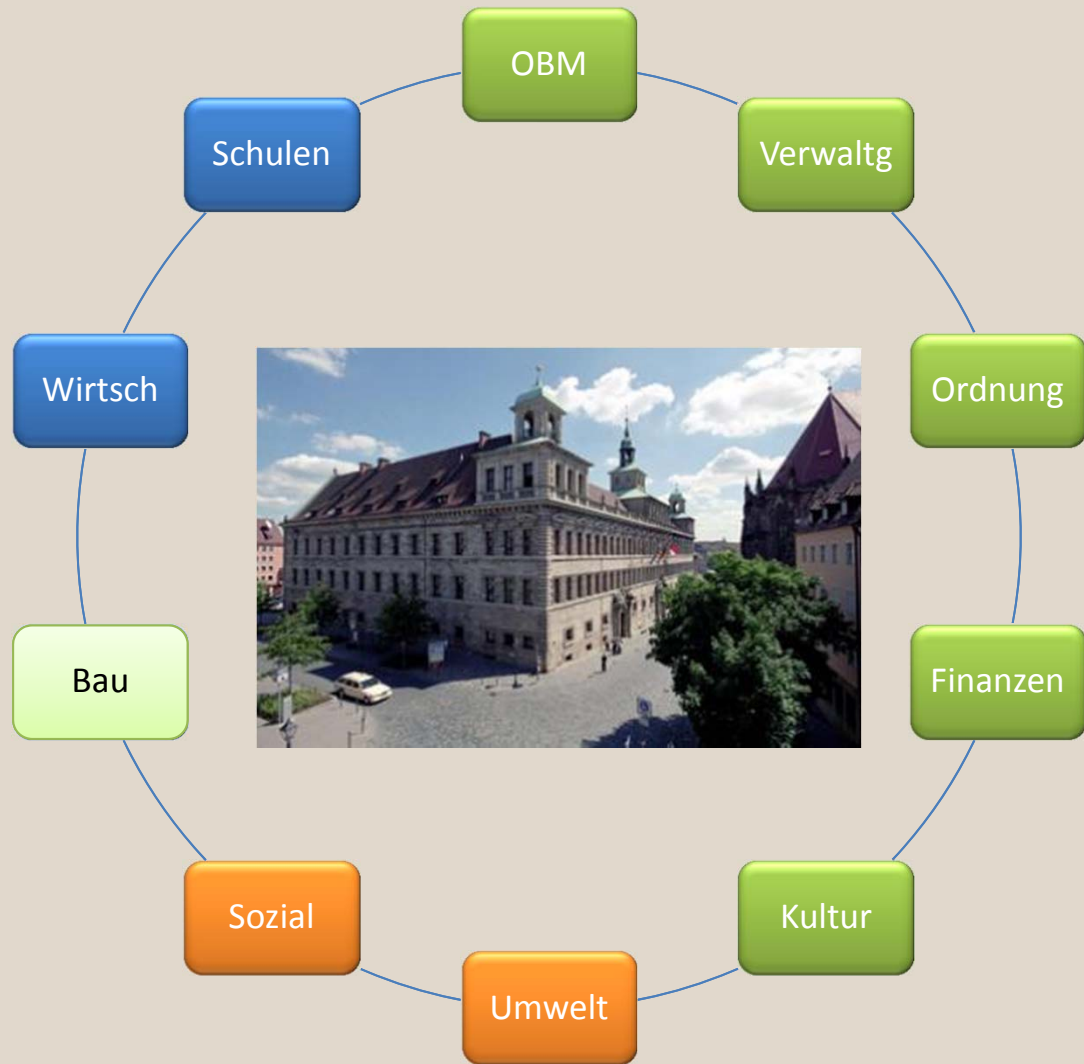 OBM
Verwaltg
Ordnung
Finanzen
Kultur
Umwelt
Sozial
Bau
Wirtsch
Schulen